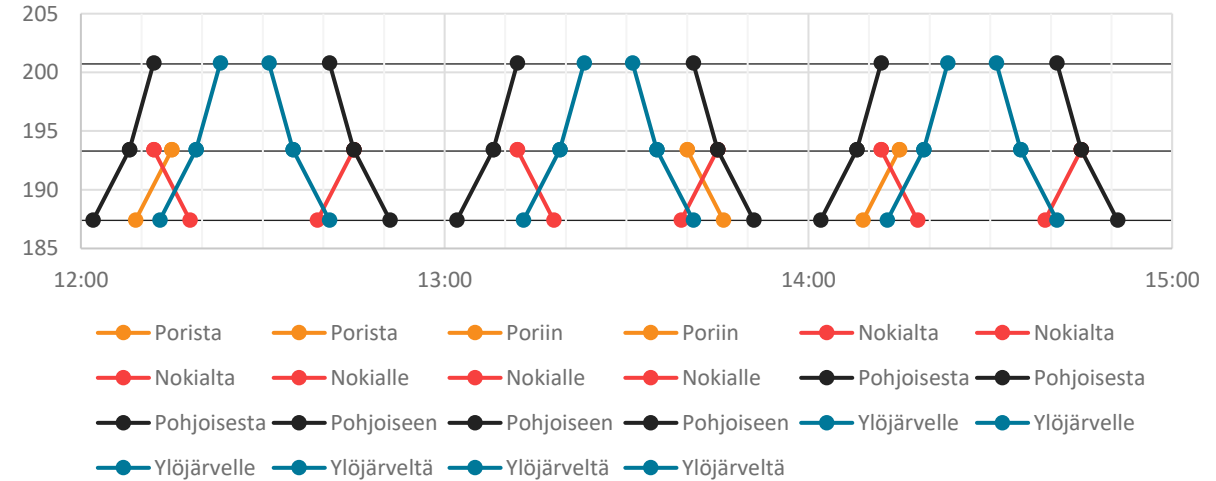 205
200
195
190
185
12:00 13:00 14:00 15:00
Porista Porista Poriin Poriin Nokialta Nokialta
Nokialta Nokialle Nokialle Nokialle Pohjoisesta Pohjoisesta
Pohjoisesta Pohjoiseen Pohjoiseen Pohjoiseen Ylöjärvelle Ylöjärvelle
Ylöjärvelle Ylöjärveltä Ylöjärveltä Ylöjärveltä